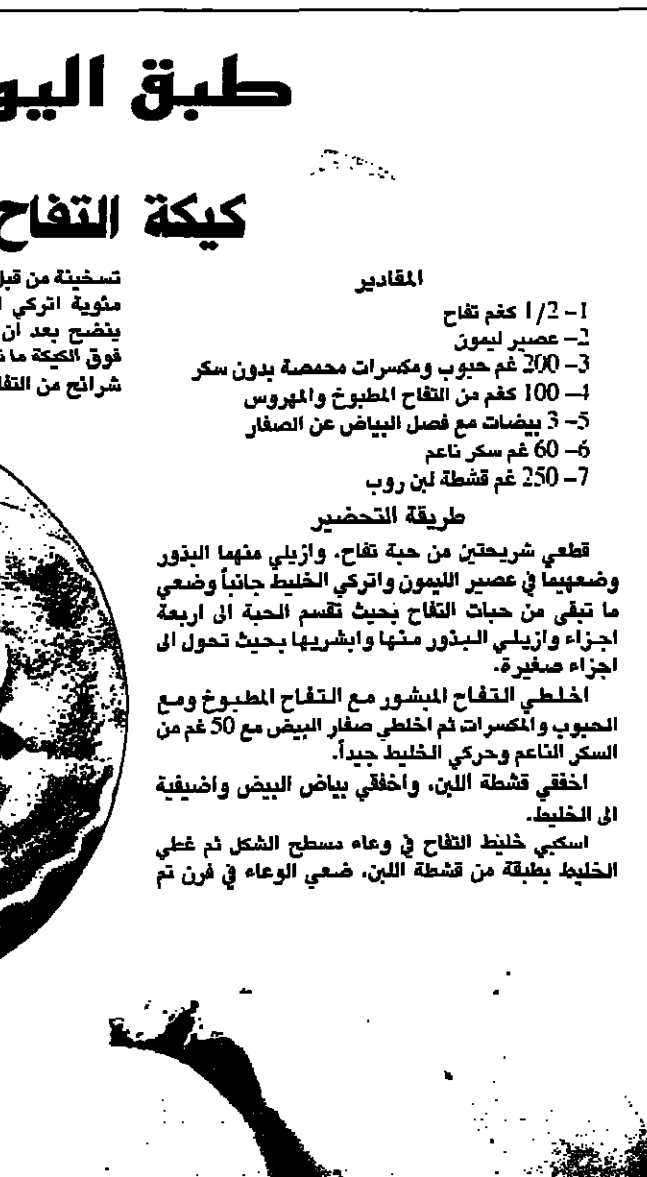 طبق
كيكة التفاح
المقادير
1- 1/2 كغم تفاح
2- عصير ليمون
3- 200 غم حبوب ومكسرات محمصة بدون سكر
4- 100 كغم من التفاح المطبوخ والمهروس
5- 3 بيضات مع فصل البياض عن الصفار
6- 60 غم سكر ناعم
7- 250 غم قشطة لبن روب
طريقة التحضير
قطعي شريحتين من حبة تفاح، وازيلي منهما البذور
وضعهيما في عصير الليمون واتركي الخليط جانباً وضعي
ما تبقى من حبات التفاح بحيث تقسم الحبة الى اربعة
اجزاء وازيلي البذور منها وابشريها بحيث تحول الى
اجزاء صغيرة.
اخلطي التفاح المبشور مع التفاح المطبوخ ومع
الحبوب والمكسرات ثم اخلطي صفار البيض مع 50 غم من
السكر الناعم وحركي الخليط جيداً.
اخفقي قشطة اللبن، واخفقي بياض البيض واضيفية
الى الخليط.
اسكبي خليط التفاح في وعاء مسطح الشكل ثم غطي
الخليط بطبقة من قشطة اللبن، ضعي الوعاء في فرن تم
تسخينة من قبل
مئوية اتركي
ينضج بعد أن
فوق الكيكة ما
شرائح من